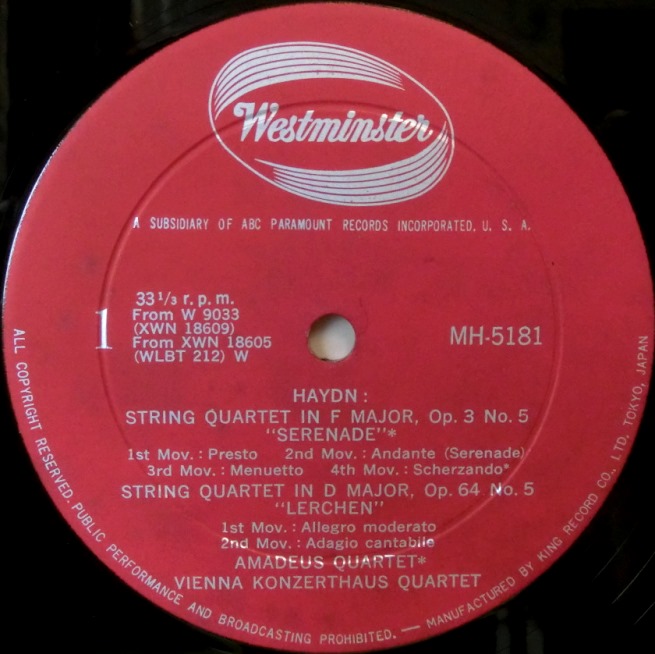 Westminster
A SUBSIDIARY OF ABC PARAMOUNT RECORDS INCORPORATED, U. S. A.
33 1/3 r. p. m.
From W 9033
(XWN 18609)
From XWN 18605
(WLBT 212) W
1
MH-5181
HAYDN :
STRING QUARTET IN F MAJOR, Op. 3 No. 5
"SERENADE"*
1st Mov. : Presto 2nd Mov. : Andante (Serenade)
3rd Mov. : Menuetto 4th Mov. : Scherzando*
STRING QUARTET IN D MAJOR, Op. 64 No. 5
"LERCHEN"
1st Mov. : Allegro moderato
2nd Mov. : Adagio cantabile
AMADEUS QUARTET*
VIENNA KONZERTHAUS QUARTET
ALL COPYRIGHT RESERVED. PUBLIC PERFORMANCE AND BROADCASTING PROHIBITED. — MANUFACTURED BY KING RECORD CO., LTD. TOKYO, JAPAN